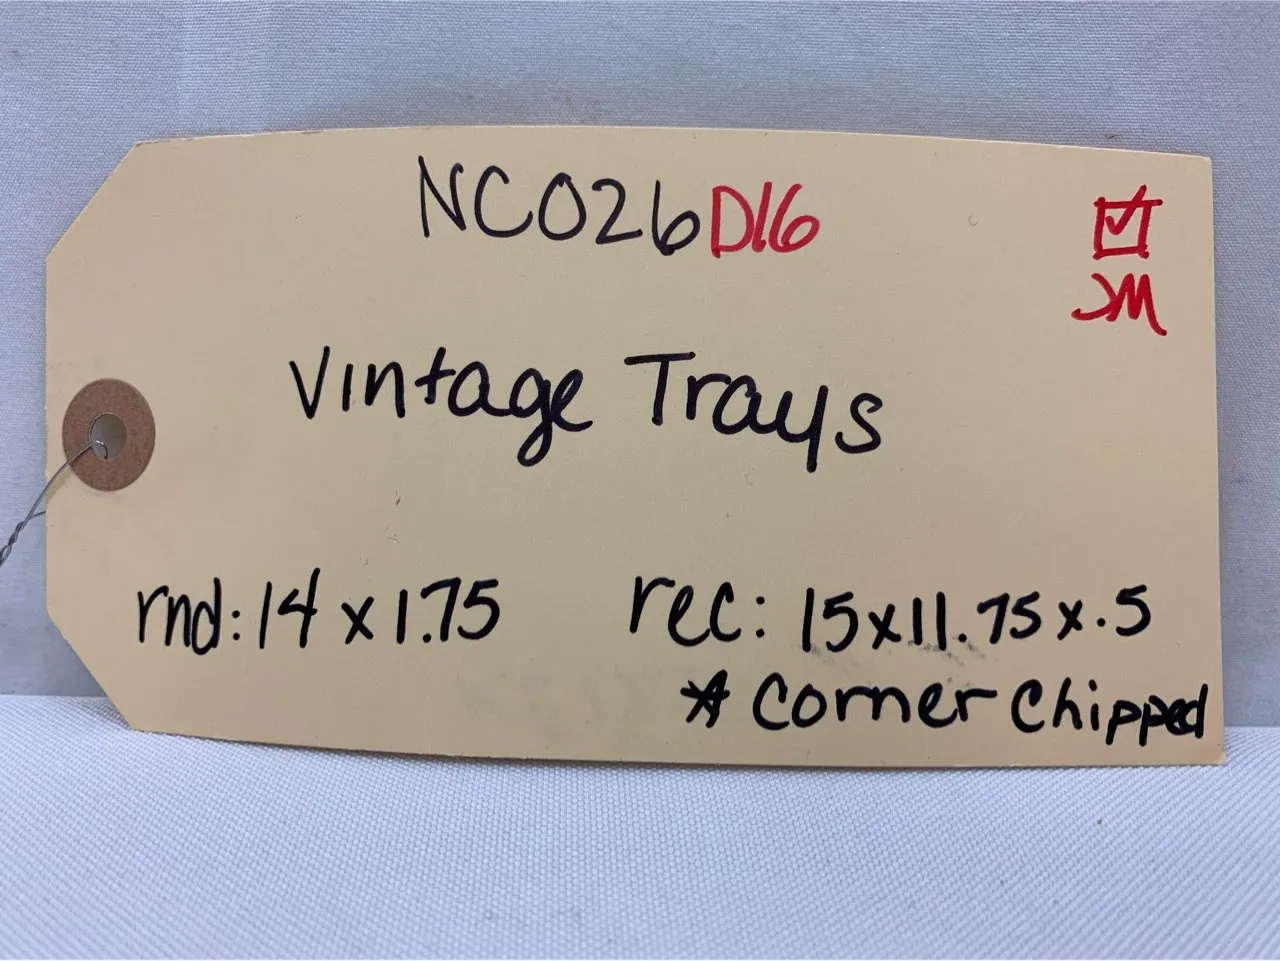 NC026D16
JM
Vintage Trays
rnd: 14 x 1.75
rec: 15x11.75x.5
* Corner Chipped